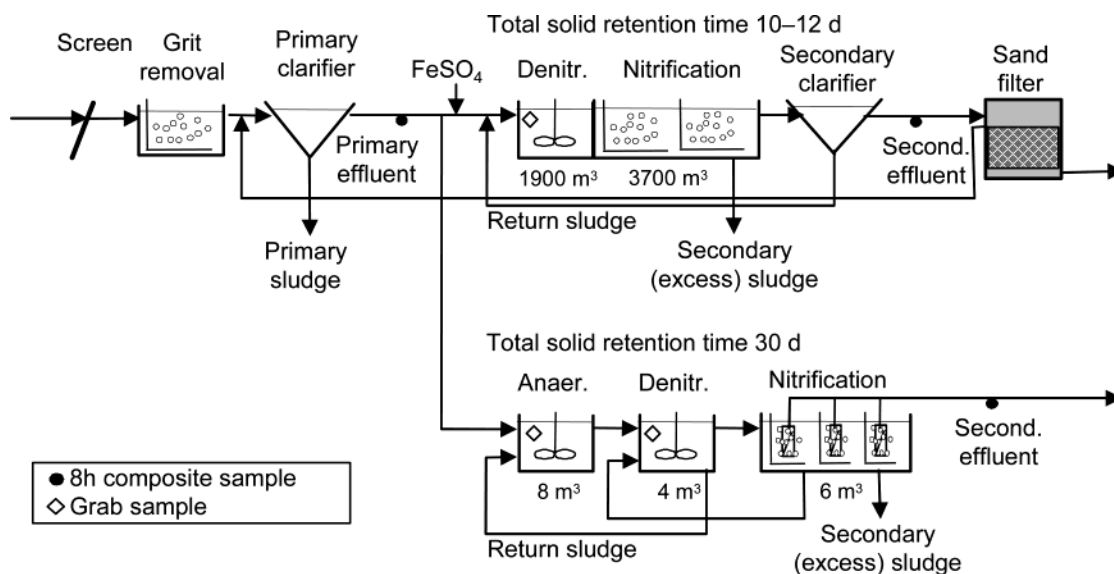 Total solid retention time 10–12 d
Screen
Grit
removal
Primary
clarifier
FeSO₄
Denitr.
Nitrification
Secondary
clarifier
Sand
filter
Primary
effluent
1900 m³
3700 m³
Second.
effluent
Return sludge
Primary
sludge
Secondary
(excess) sludge
Total solid retention time 30 d
Anaer.
Denitr.
Nitrification
Second.
effluent
8 m³
4 m³
6 m³
Return sludge
Secondary
(excess) sludge
8h composite sample
Grab sample